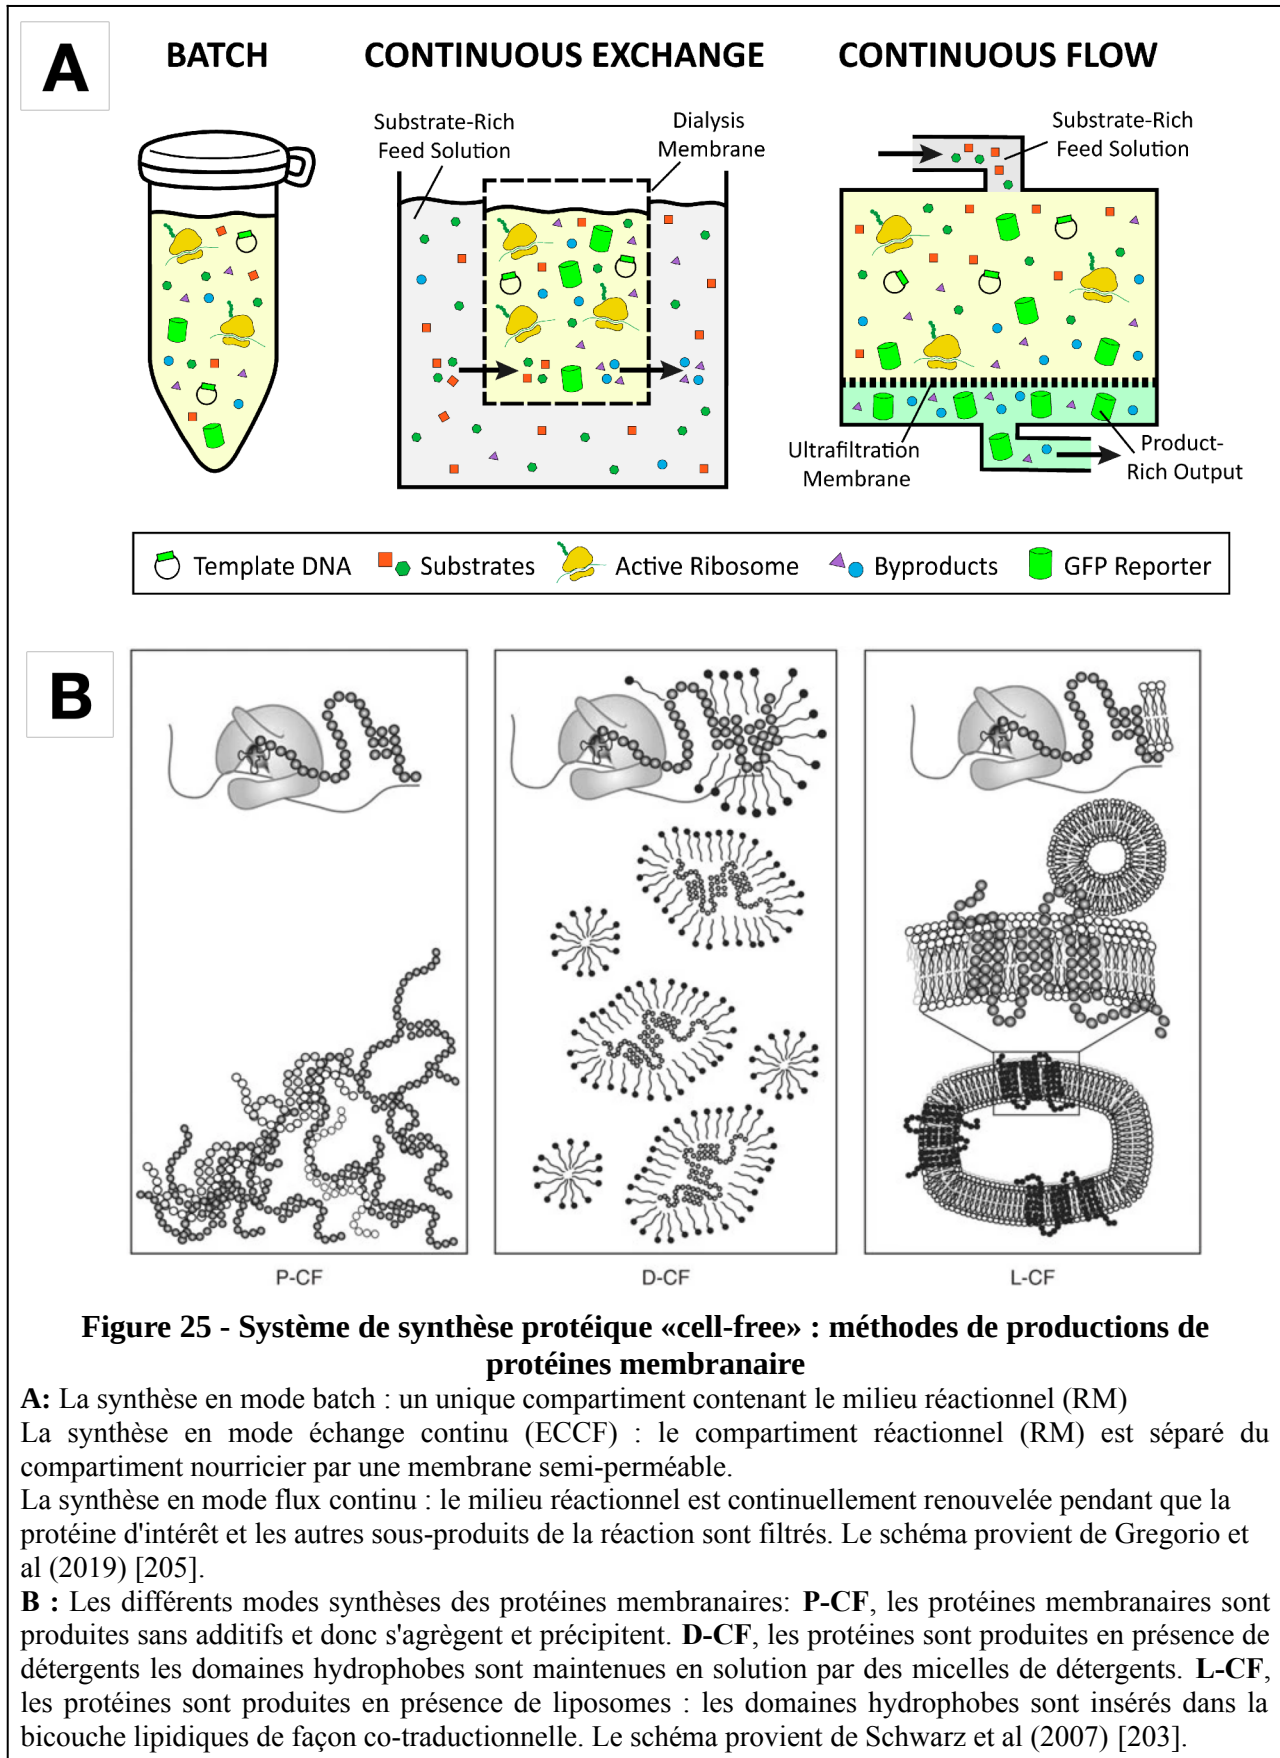 A
BATCH
CONTINUOUS EXCHANGE
CONTINUOUS FLOW
Substrate-Rich
Feed Solution
Dialysis
Membrane
Substrate-Rich
Feed Solution
Ultrafiltration
Membrane
Product-
Rich Output
Template DNA
Substrates
Active Ribosome
Byproducts
GFP Reporter
B
P-CF
D-CF
L-CF
Figure 25 - Système de synthèse protéique «cell-free» : méthodes de productions de
protéines membranaire
A: La synthèse en mode batch : un unique compartiment contenant le milieu réactionnel (RM)
La synthèse en mode échange continu (ECCF) : le compartiment réactionnel (RM) est séparé du
compartiment nourricier par une membrane semi-perméable.
La synthèse en mode flux continu : le milieu réactionnel est continuellement renouvelée pendant que la
protéine d'intérêt et les autres sous-produits de la réaction sont filtrés. Le schéma provient de Gregorio et
al (2019) [205].
B : Les différents modes synthèses des protéines membranaires: P-CF, les protéines membranaires sont
produites sans additifs et donc s'agrègent et précipitent. D-CF, les protéines sont produites en présence de
détergents les domaines hydrophobes sont maintenues en solution par des micelles de détergents. L-CF,
les protéines sont produites en présence de liposomes : les domaines hydrophobes sont insérés dans la
bicouche lipidiques de façon co-traductionnelle. Le schéma provient de Schwarz et al (2007) [203].